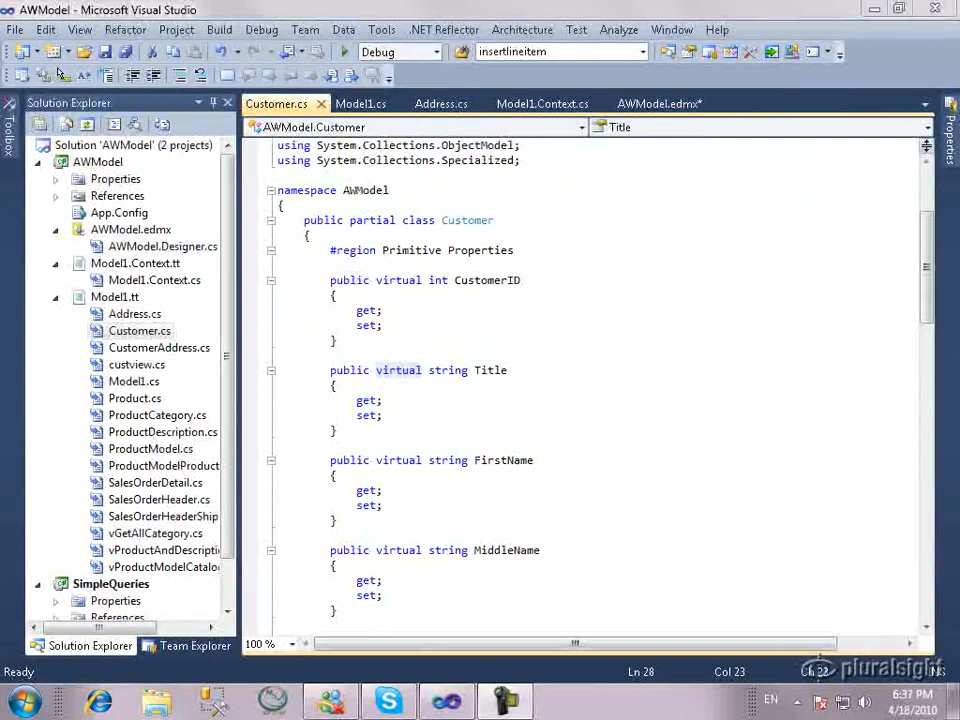 AWModel - Microsoft Visual Studio
File Edit View Refactor Project Build Debug Team Data Tools .NET Reflector Architecture Test Analyze Window Help
Debug insertlineitem
Solution Explorer
Customer.cs Model1.cs Address.cs Model1.Context.cs AWModel.edmx*
AWModel.Customer Title
Toolbox
Properties
Solution 'AWModel' (2 projects)
AWModel
Properties
References
App.Config
AWModel.edmx
AWModel.Designer.cs
Model1.Context.tt
Model1.Context.cs
Model1.tt
Address.cs
Customer.cs
CustomerAddress.cs
custview.cs
Model1.cs
Product.cs
ProductCategory.cs
ProductDescription.cs
ProductModel.cs
ProductModelProduct
SalesOrderDetail.cs
SalesOrderHeader.cs
SalesOrderHeaderShip
vGetAllCategory.cs
vProductAndDescripti
vProductModelCatalo
SimpleQueries
Properties
References
Solution Explorer Team Explorer
using System.Collections.ObjectModel;
using System.Collections.Specialized;
namespace AWModel
{
public partial class Customer
{
#region Primitive Properties
public virtual int CustomerID
{
get;
set;
}
public virtual string Title
{
get;
set;
}
public virtual string FirstName
{
get;
set;
}
public virtual string MiddleName
{
get;
set;
}
100 %
Ready Ln 28 Col 23 Ch 22 INS
pluralsight
EN
6:37 PM
4/18/2010